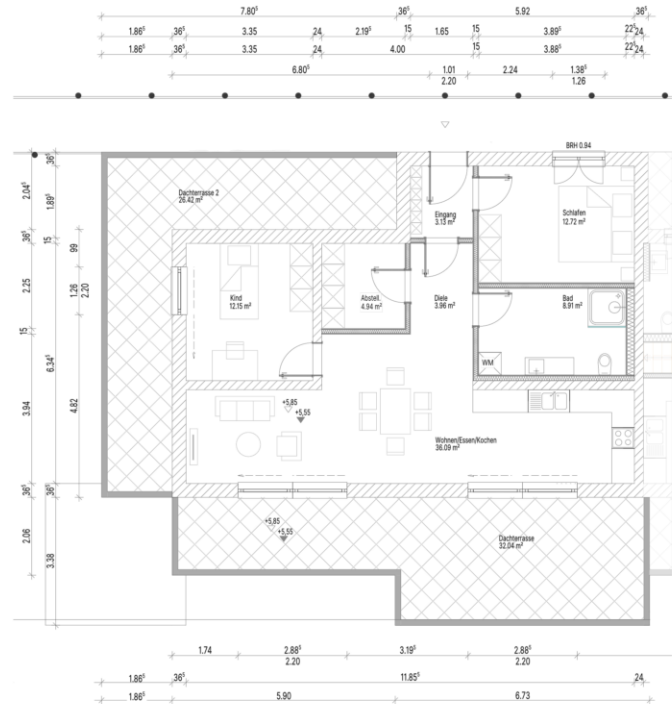 7.80⁵ 36⁵ 5.92 36⁵
1.86⁵ 36⁵ 3.35 24 2.19⁵ 15 1.65 15 3.89⁵ 22⁵ 24
1.86⁵ 36⁵ 3.35 24 4.00 15 3.88⁵ 22⁵ 24
6.80⁵ 1.01 2.24 1.38⁵
2.20 1.26
BRH 0.94
36⁵
2.04⁵
36⁵
2.25
15
3.94
36⁵
2.06
36⁵
1.89⁵
15
6.34⁵
36⁵
3.38
99
1.26
2.20
4.82
Dachterrasse 2
26.42 m²
Eingang
3.13 m²
Schlafen
12.72 m²
Kind
12.15 m²
Abstell.
4.94 m²
Diele
3.96 m²
Bad
8.91 m²
WM
+5,85
+5,55
Wohnen/Essen/Kochen
36.09 m²
+5,85
+5,55
Dachterrasse
32.04 m²
1.74 2.88⁵ 3.19⁵ 2.88⁵
2.20 2.20
1.86⁵ 36⁵ 11.85⁵ 24
1.86⁵ 5.90 6.73